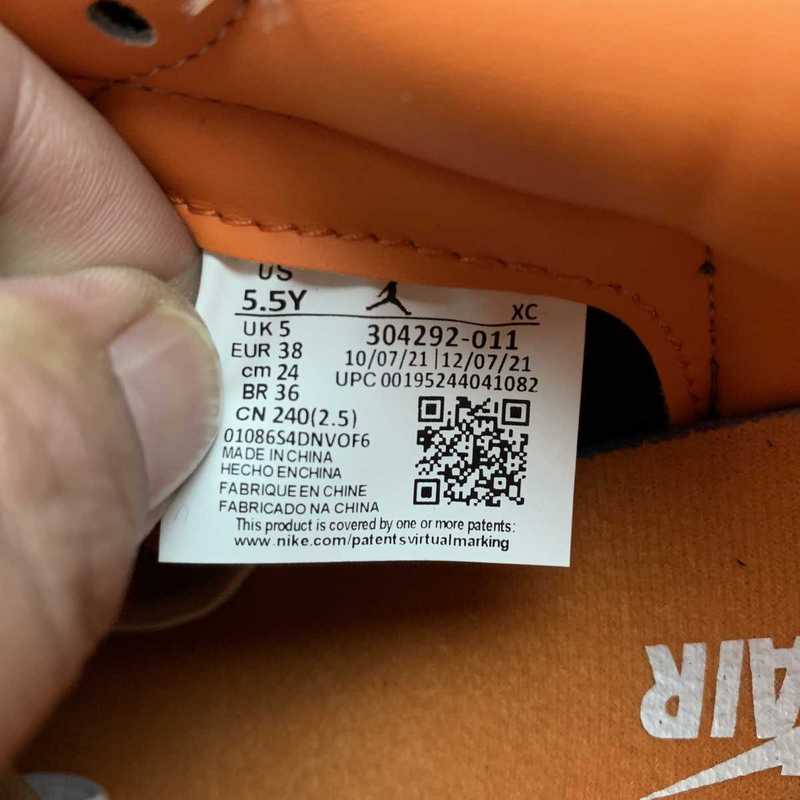 US
5.5Y
XC
UK 5
304292-011
EUR 38
10/07/21 | 12/07/21
cm 24
UPC 00195244041082
BR 36
CN 240(2.5)
01086S4DNVOF6
MADE IN CHINA
HECHO EN CHINA
FABRIQUE EN CHINE
FABRICADO NA CHINA
This product is covered by one or more patents:
www.nike.com/patentsvirtualmarking
AIR